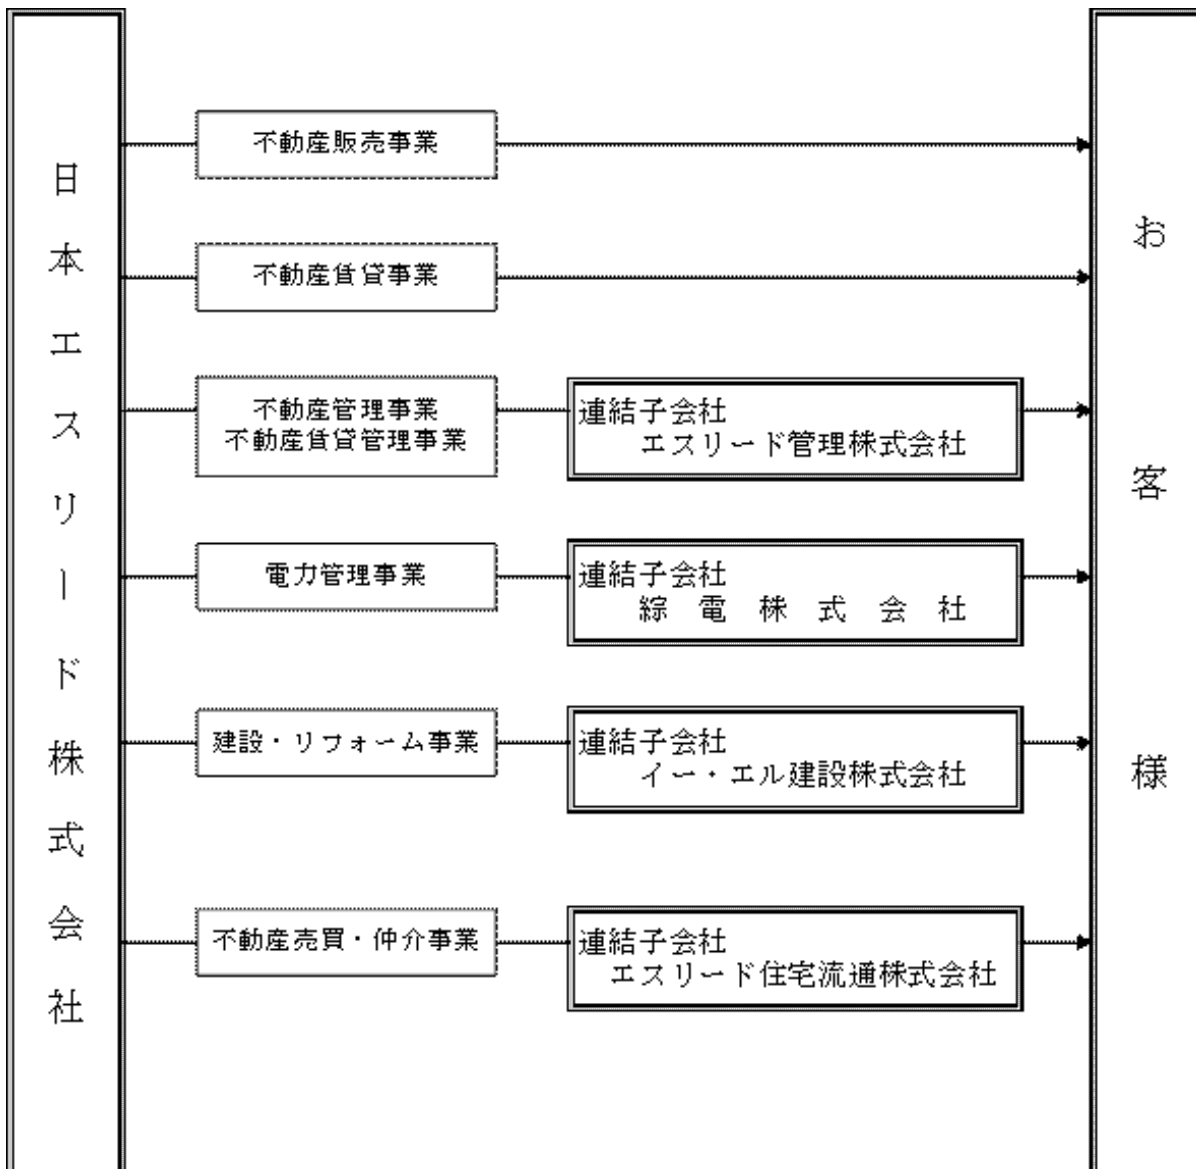 日本エスリード株式会社
不動産販売事業
不動産賃貸事業
不動産管理事業
不動産賃貸管理事業
連結子会社
エスリード管理株式会社
電力管理事業
連結子会社
綜電株式会社
建設・リフォーム事業
連結子会社
イー・エル建設株式会社
不動産売買・仲介事業
連結子会社
エスリード住宅流通株式会社
お客様